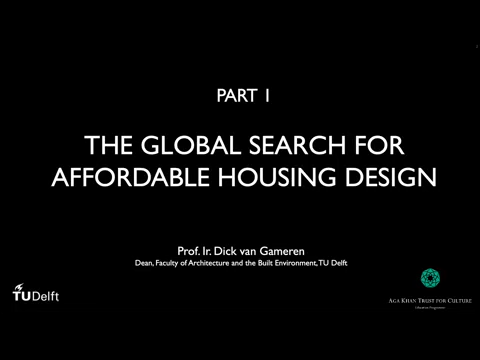 PART 1
THE GLOBAL SEARCH FOR
AFFORDABLE HOUSING DESIGN
Prof. Ir. Dick van Gameren
Dean, Faculty of Architecture and the Built Environment, TU Delft
TUDelft
AGA KHAN TRUST FOR CULTURE